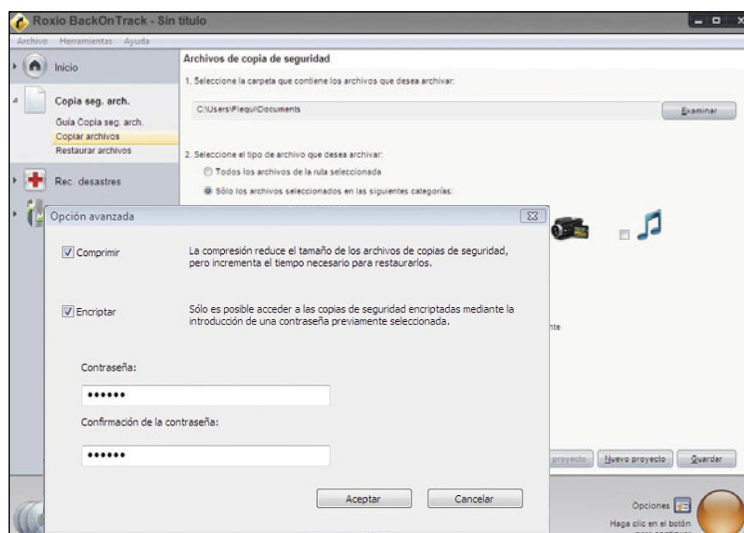 Roxio BackOnTrack - Sin título
Archivo Herramientas Ayuda
Inicio
Copia seg. arch.
Guía Copia seg. arch.
Copiar archivos
Restaurar archivos
Rec. desastres
Archivos de copia de seguridad
1. Seleccione la carpeta que contiene los archivos que desea archivar:
C:\Users\Flequi\Documents
Examinar
2. Seleccione el tipo de archivo que desea archivar:
Todos los archivos de la ruta seleccionada
Sólo los archivos seleccionados en las siguientes categorías:
Opción avanzada
Comprimir
La compresión reduce el tamaño de los archivos de copias de seguridad,
pero incrementa el tiempo necesario para restaurarlos.
Encriptar
Sólo es posible acceder a las copias de seguridad encriptadas mediante la
introducción de una contraseña previamente seleccionada.
Contraseña:
••••••
Confirmación de la contraseña:
••••••
Aceptar
Cancelar
nte
proyecto
Nuevo proyecto
Guardar
Opciones
Haga clic en el botón
para continuar